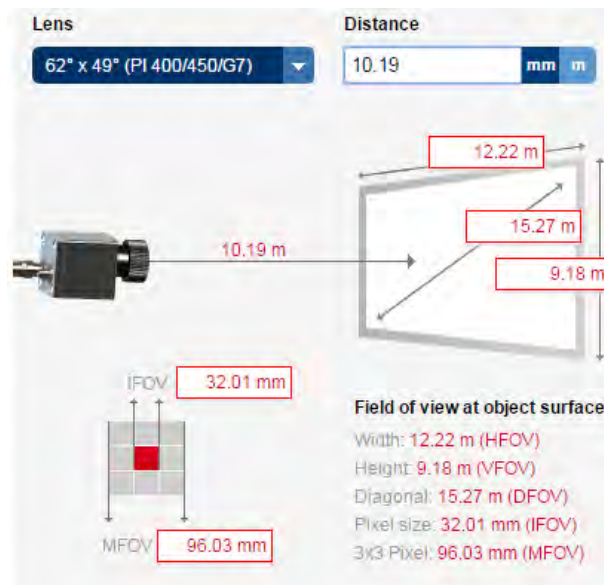 Lens
Distance
62° x 49° (PI 400/450/G7)
10.19
mm
m
12.22 m
15.27 m
10.19 m
9.18 m
IFOV
32.01 mm
MFOV
96.03 mm
Field of view at object surface
Width: 12.22 m (HFOV)
Height: 9.18 m (VFOV)
Diagonal: 15.27 m (DFOV)
Pixel size: 32.01 mm (IFOV)
3x3 Pixel: 96.03 mm (MFOV)